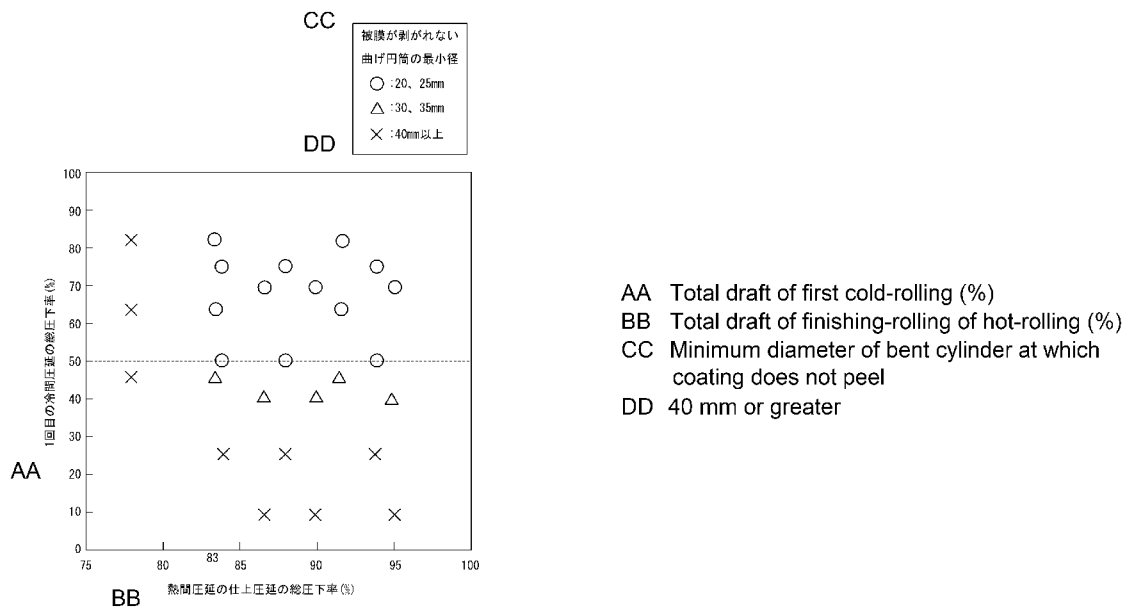 CC
被膜が剥がれない
曲げ円筒の最小径
○:20、25mm
△:30、35mm
×:40mm以上
DD
100
90
80
70
60
50
40
30
20
10
0
1回目の冷間圧延の総圧下率(%)
AA
75
80
83
85
90
95
100
熱間圧延の仕上圧延の総圧下率(%)
BB
AA Total draft of first cold-rolling (%)
BB Total draft of finishing-rolling of hot-rolling (%)
CC Minimum diameter of bent cylinder at which
coating does not peel
DD 40 mm or greater